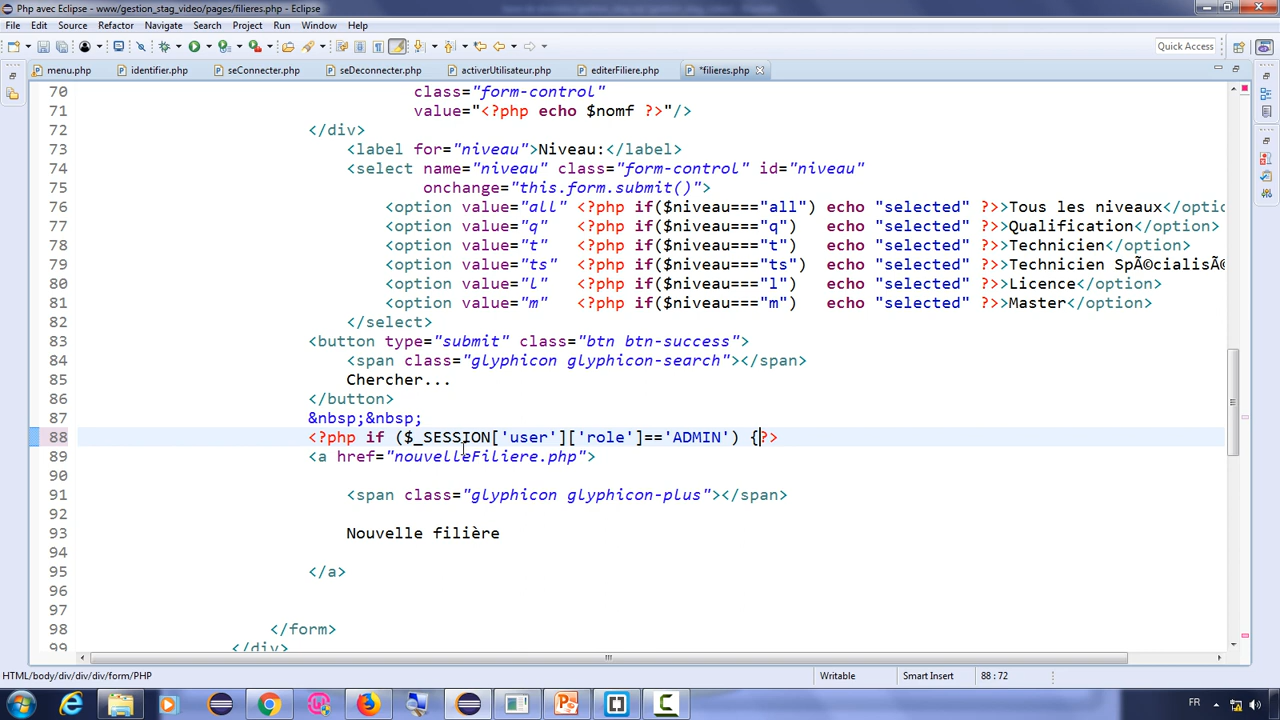 Php avec Eclipse - www/gestion_stag_video/pages/filieres.php - Eclipse
File Edit Source Refactor Navigate Search Project Run Window Help
Quick Access
menu.php identifier.php seConnecter.php seDeconnecter.php activerUtilisateur.php editerFiliere.php *filieres.php
70 class="form-control"
71 value="<?php echo $nomf ?>"/>
72 </div>
73 <label for="niveau">Niveau:</label>
74 <select name="niveau" class="form-control" id="niveau"
75 onchange="this.form.submit()">
76 <option value="all" <?php if($niveau==="all") echo "selected" ?>>Tous les niveaux</optio
77 <option value="q" <?php if($niveau==="q") echo "selected" ?>>Qualification</option>
78 <option value="t" <?php if($niveau==="t") echo "selected" ?>>Technicien</option>
79 <option value="ts" <?php if($niveau==="ts") echo "selected" ?>>Technicien SpÃ©cialisÃ©
80 <option value="l" <?php if($niveau==="l") echo "selected" ?>>Licence</option>
81 <option value="m" <?php if($niveau==="m") echo "selected" ?>>Master</option>
82 </select>
83 <button type="submit" class="btn btn-success">
84 <span class="glyphicon glyphicon-search"></span>
85 Chercher...
86 </button>
87 &nbsp;&nbsp;
88 <?php if ($_SESSION['user']['role']=='ADMIN') {?>
89 <a href="nouvelleFiliere.php">
90
91 <span class="glyphicon glyphicon-plus"></span>
92
93 Nouvelle filière
94
95 </a>
96
97
98 </form>
99 </div>
HTML/body/div/div/div/form/PHP Writable Smart Insert 88 : 72
FR